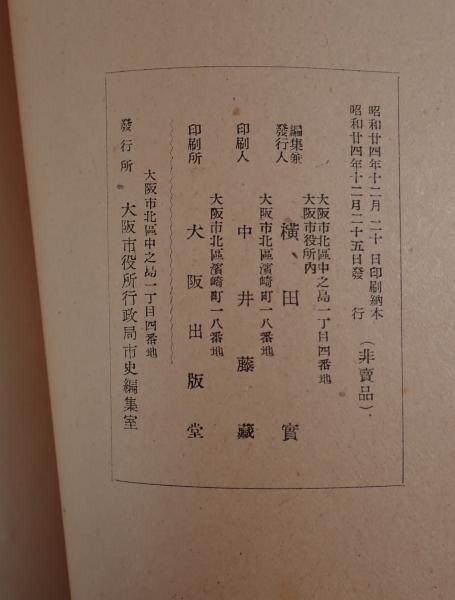 昭和廿四年十二月二十日印刷納本
昭和廿四年十二月二十五日發行
(非賣品)
大阪市北區中之島一丁目四番地
大阪市役所內
編集兼
發行人
橫田實
大阪市北區濱崎町一八番地
印刷人
中井藤藏
大阪市北區濱崎町一八番地
印刷所
大阪出版堂
大阪市北區中之島一丁目四番地
發行所
大阪市役所行政局市史編集室